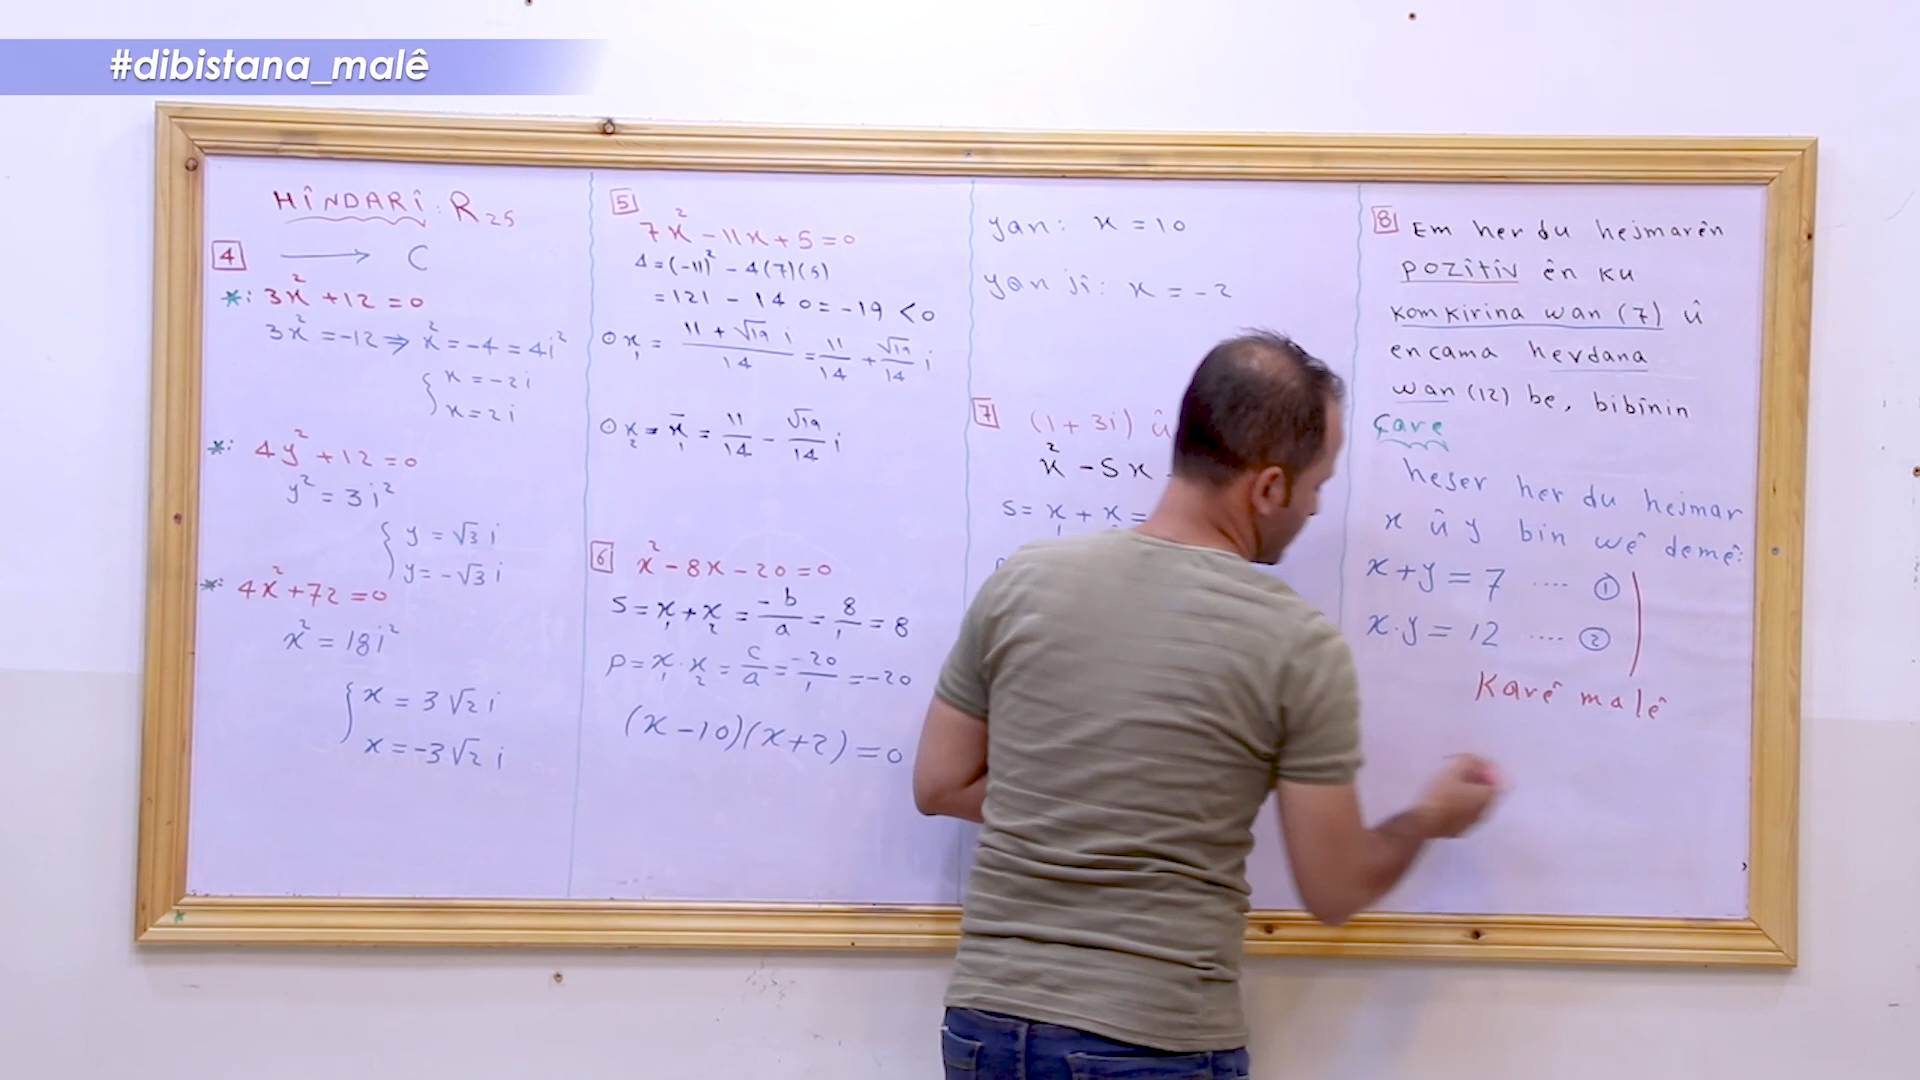 #dibistana_malê
HÎNDARÎ: R25
4 ⟶ C
*: 3x² + 12 = 0
3x² = -12 ⇒ x² = -4 = 4i²
{ x = -2i
x = 2i
*: 4y² + 12 = 0
y² = 3i²
{ y = √3 i
y = -√3 i
*: 4x² + 72 = 0
x² = 18i²
{ x = 3√2 i
x = -3√2 i
5
7x² - 11x + 5 = 0
Δ = (-11)² - 4(7)(5)
= 121 - 140 = -19 < 0
○ x₁ = (11 + √19 i)/14 = 11/14 + √19/14 i
○ x₂ = x̄₁ = 11/14 - √19/14 i
6 x² - 8x - 20 = 0
S = x₁ + x₂ = -b/a = 8/1 = 8
P = x₁ · x₂ = c/a = -20/1 = -20
(x - 10)(x + 2) = 0
yan: x = 10
yan jî: x = -2
7 (1 + 3i) û
x² - 5x
S = x₁ + x₂ =
8 Em her du hejmarên
pozîtîv ên ku
komkirina wan (7) û
encama hevdana
wan (12) be, bibînin
Çare
heger her du hejmar
x û y bin wê demê:
x + y = 7 .... ①
x · y = 12 .... ②
Karê malê